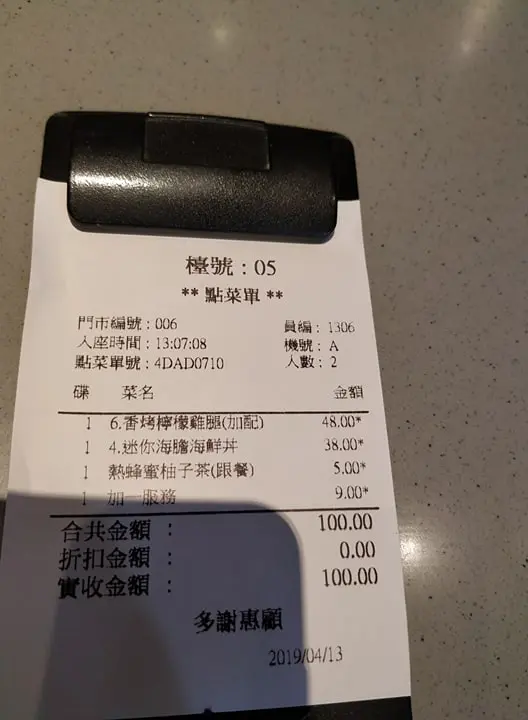 檯號：05
** 點菜單 **
門市編號：006 員編：1306
入座時間：13:07:08 機號：A
點菜單號：4DAD0710 人數：2
碟 菜名 金額
1 6.香烤檸檬雞腿(加配) 48.00*
1 4.迷你海膽海鮮丼 38.00*
1 熱蜂蜜柚子茶(跟餐) 5.00*
1 加一服務 9.00*
合共金額： 100.00
折扣金額： 0.00
實收金額： 100.00
多謝惠顧
2019/04/13